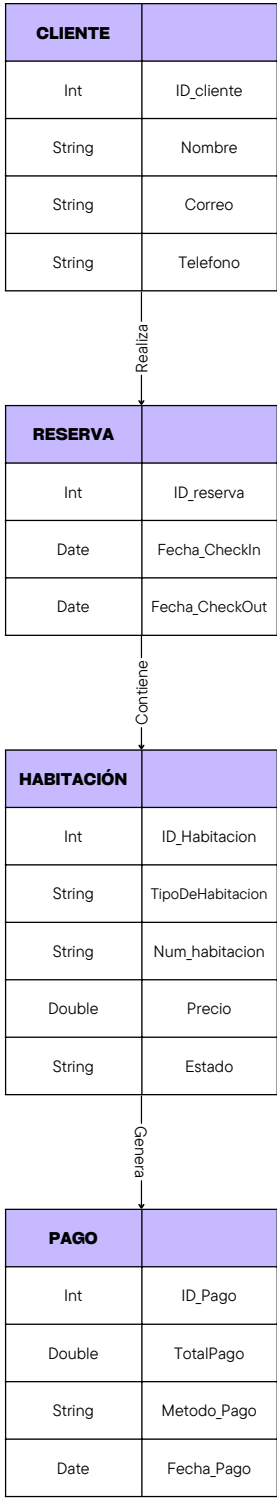 CLIENTE
Int ID_cliente
String Nombre
String Correo
String Telefono
Realiza
RESERVA
Int ID_reserva
Date Fecha_CheckIn
Date Fecha_CheckOut
Contiene
HABITACIÓN
Int ID_Habitacion
String TipoDeHabitacion
String Num_habitacion
Double Precio
String Estado
Genera
PAGO
Int ID_Pago
Double TotalPago
String Metodo_Pago
Date Fecha_Pago